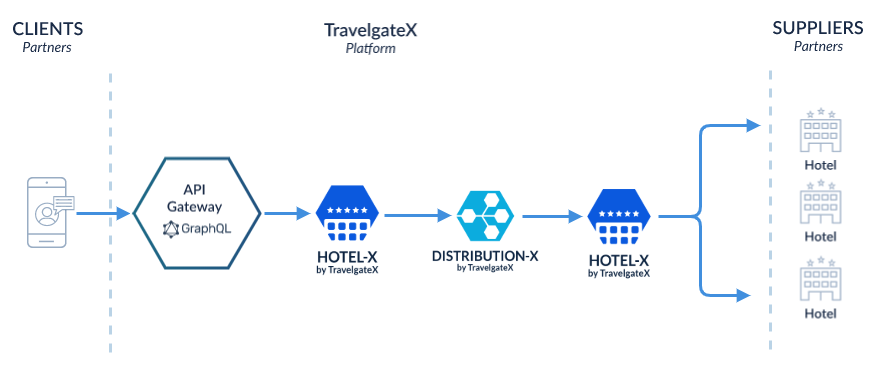 CLIENTS
Partners
TravelgateX
Platform
SUPPLIERS
Partners
API
Gateway
GraphQL
HOTEL-X
by TravelgateX
DISTRIBUTION-X
by TravelgateX
HOTEL-X
by TravelgateX
Hotel
Hotel
Hotel